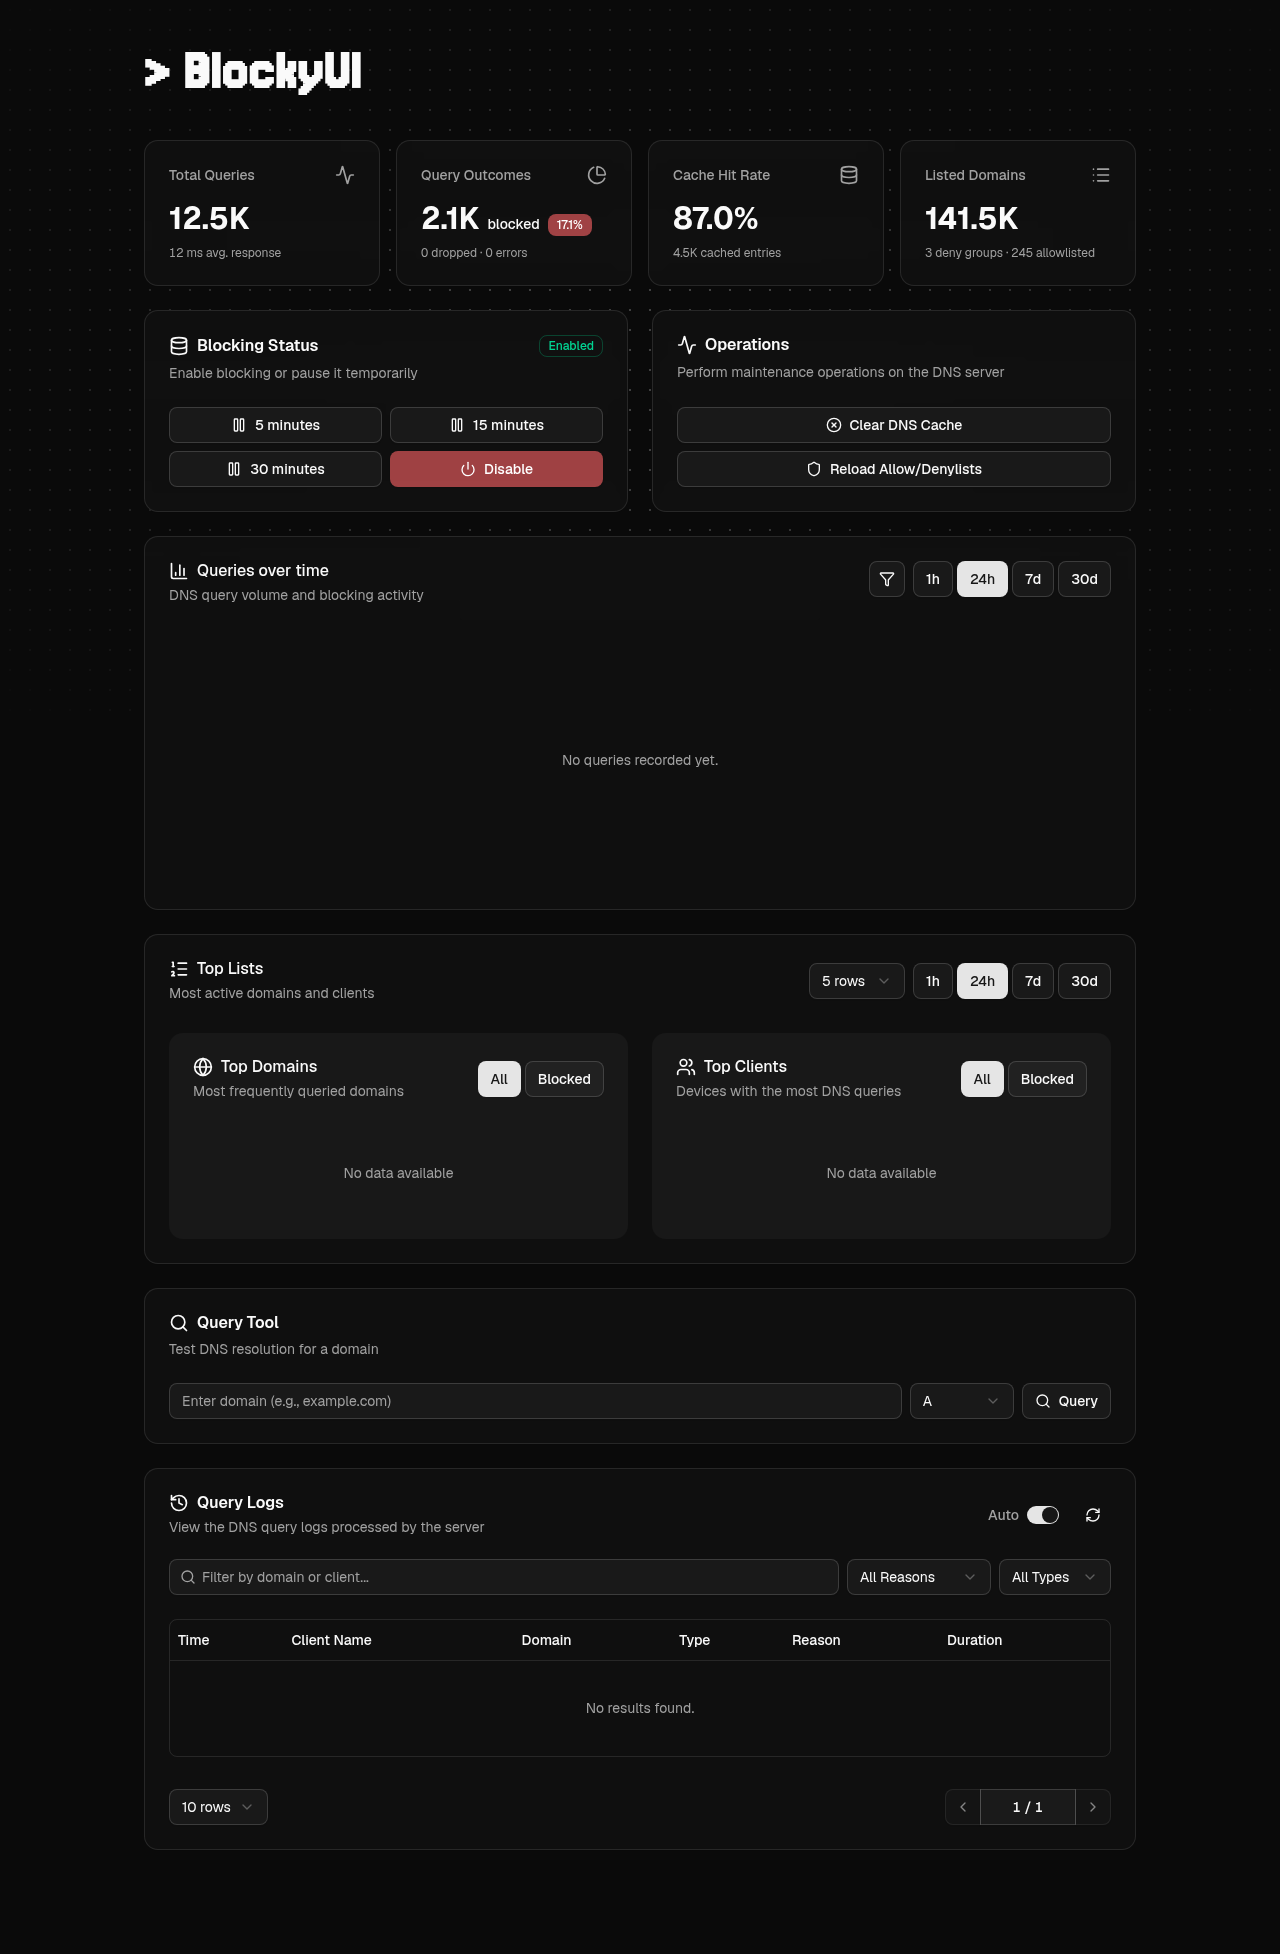 > BlockyUI
Total Queries
12.5K
12 ms avg. response
Query Outcomes
2.1K blocked 17.1%
0 dropped · 0 errors
Cache Hit Rate
87.0%
4.5K cached entries
Listed Domains
141.5K
3 deny groups · 245 allowlisted
Blocking Status
Enabled
Enable blocking or pause it temporarily
5 minutes
15 minutes
30 minutes
Disable
Operations
Perform maintenance operations on the DNS server
Clear DNS Cache
Reload Allow/Denylists
Queries over time
DNS query volume and blocking activity
1h
24h
7d
30d
No queries recorded yet.
Top Lists
Most active domains and clients
5 rows
1h
24h
7d
30d
Top Domains
Most frequently queried domains
All
Blocked
No data available
Top Clients
Devices with the most DNS queries
All
Blocked
No data available
Query Tool
Test DNS resolution for a domain
Enter domain (e.g., example.com)
A
Query
Query Logs
View the DNS query logs processed by the server
Auto
Filter by domain or client...
All Reasons
All Types
Time Client Name Domain Type Reason Duration
No results found.
10 rows
1 / 1